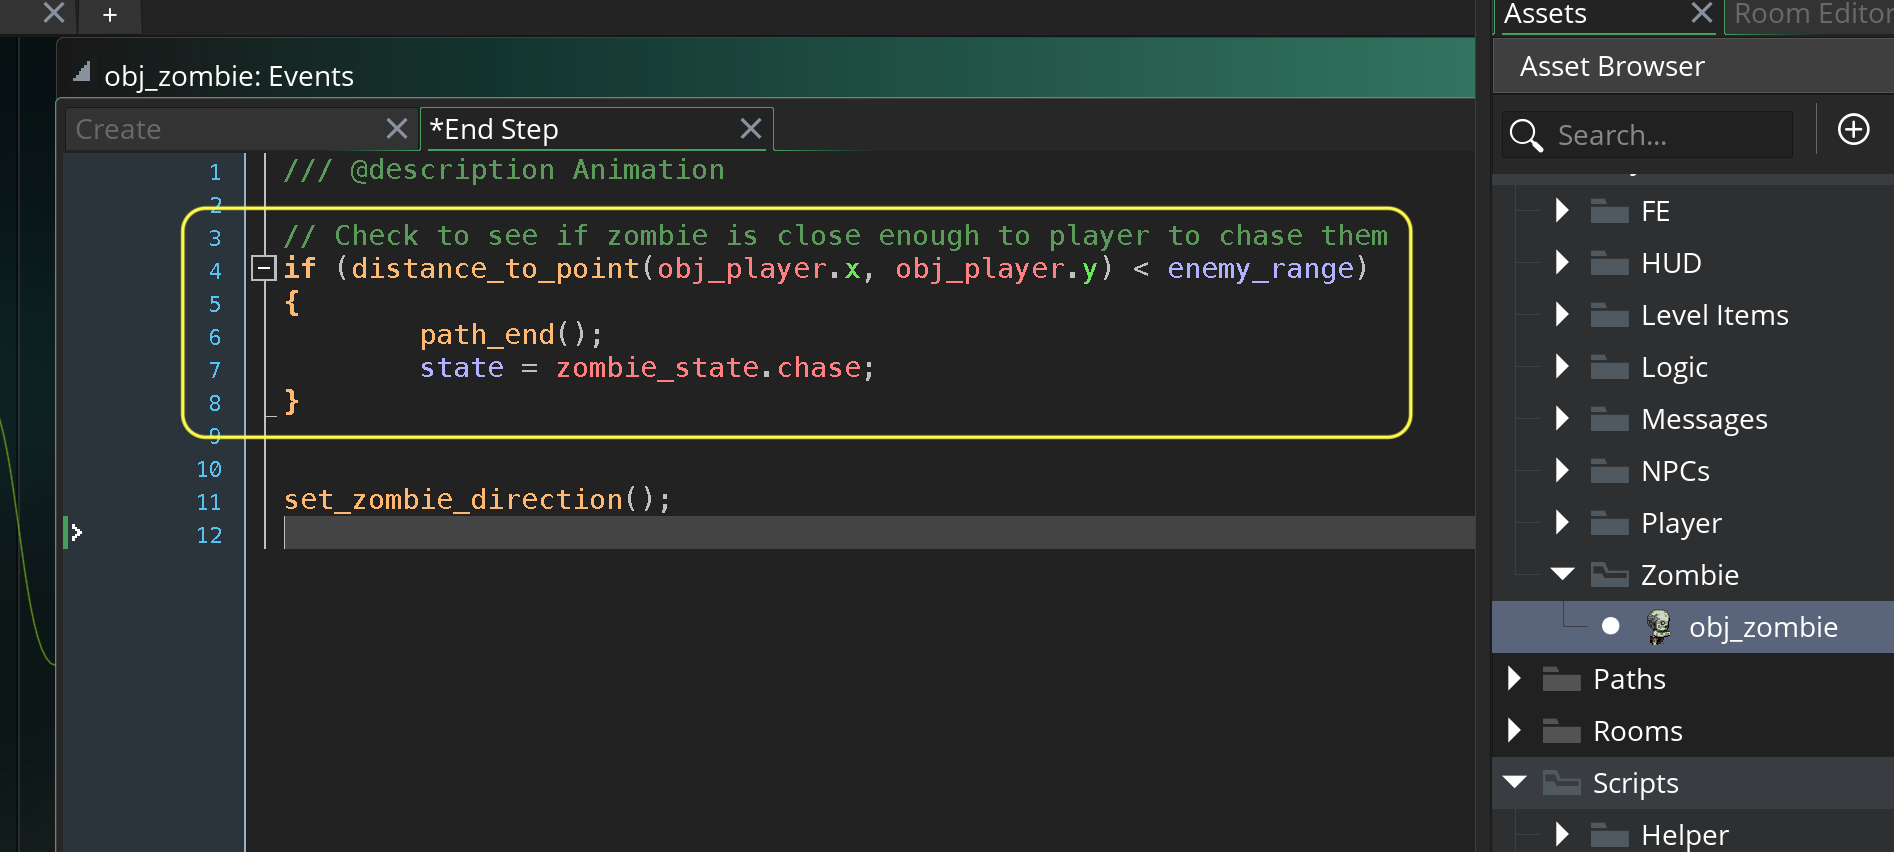 +
Assets
Room Editor
obj_zombie: Events
Asset Browser
Create
*End Step
Search...
1 /// @description Animation
2
3 // Check to see if zombie is close enough to player to chase them
4 if (distance_to_point(obj_player.x, obj_player.y) < enemy_range)
5 {
6 path_end();
7 state = zombie_state.chase;
8 }
9
10
11 set_zombie_direction();
12
FE
HUD
Level Items
Logic
Messages
NPCs
Player
Zombie
obj_zombie
Paths
Rooms
Scripts
Helper